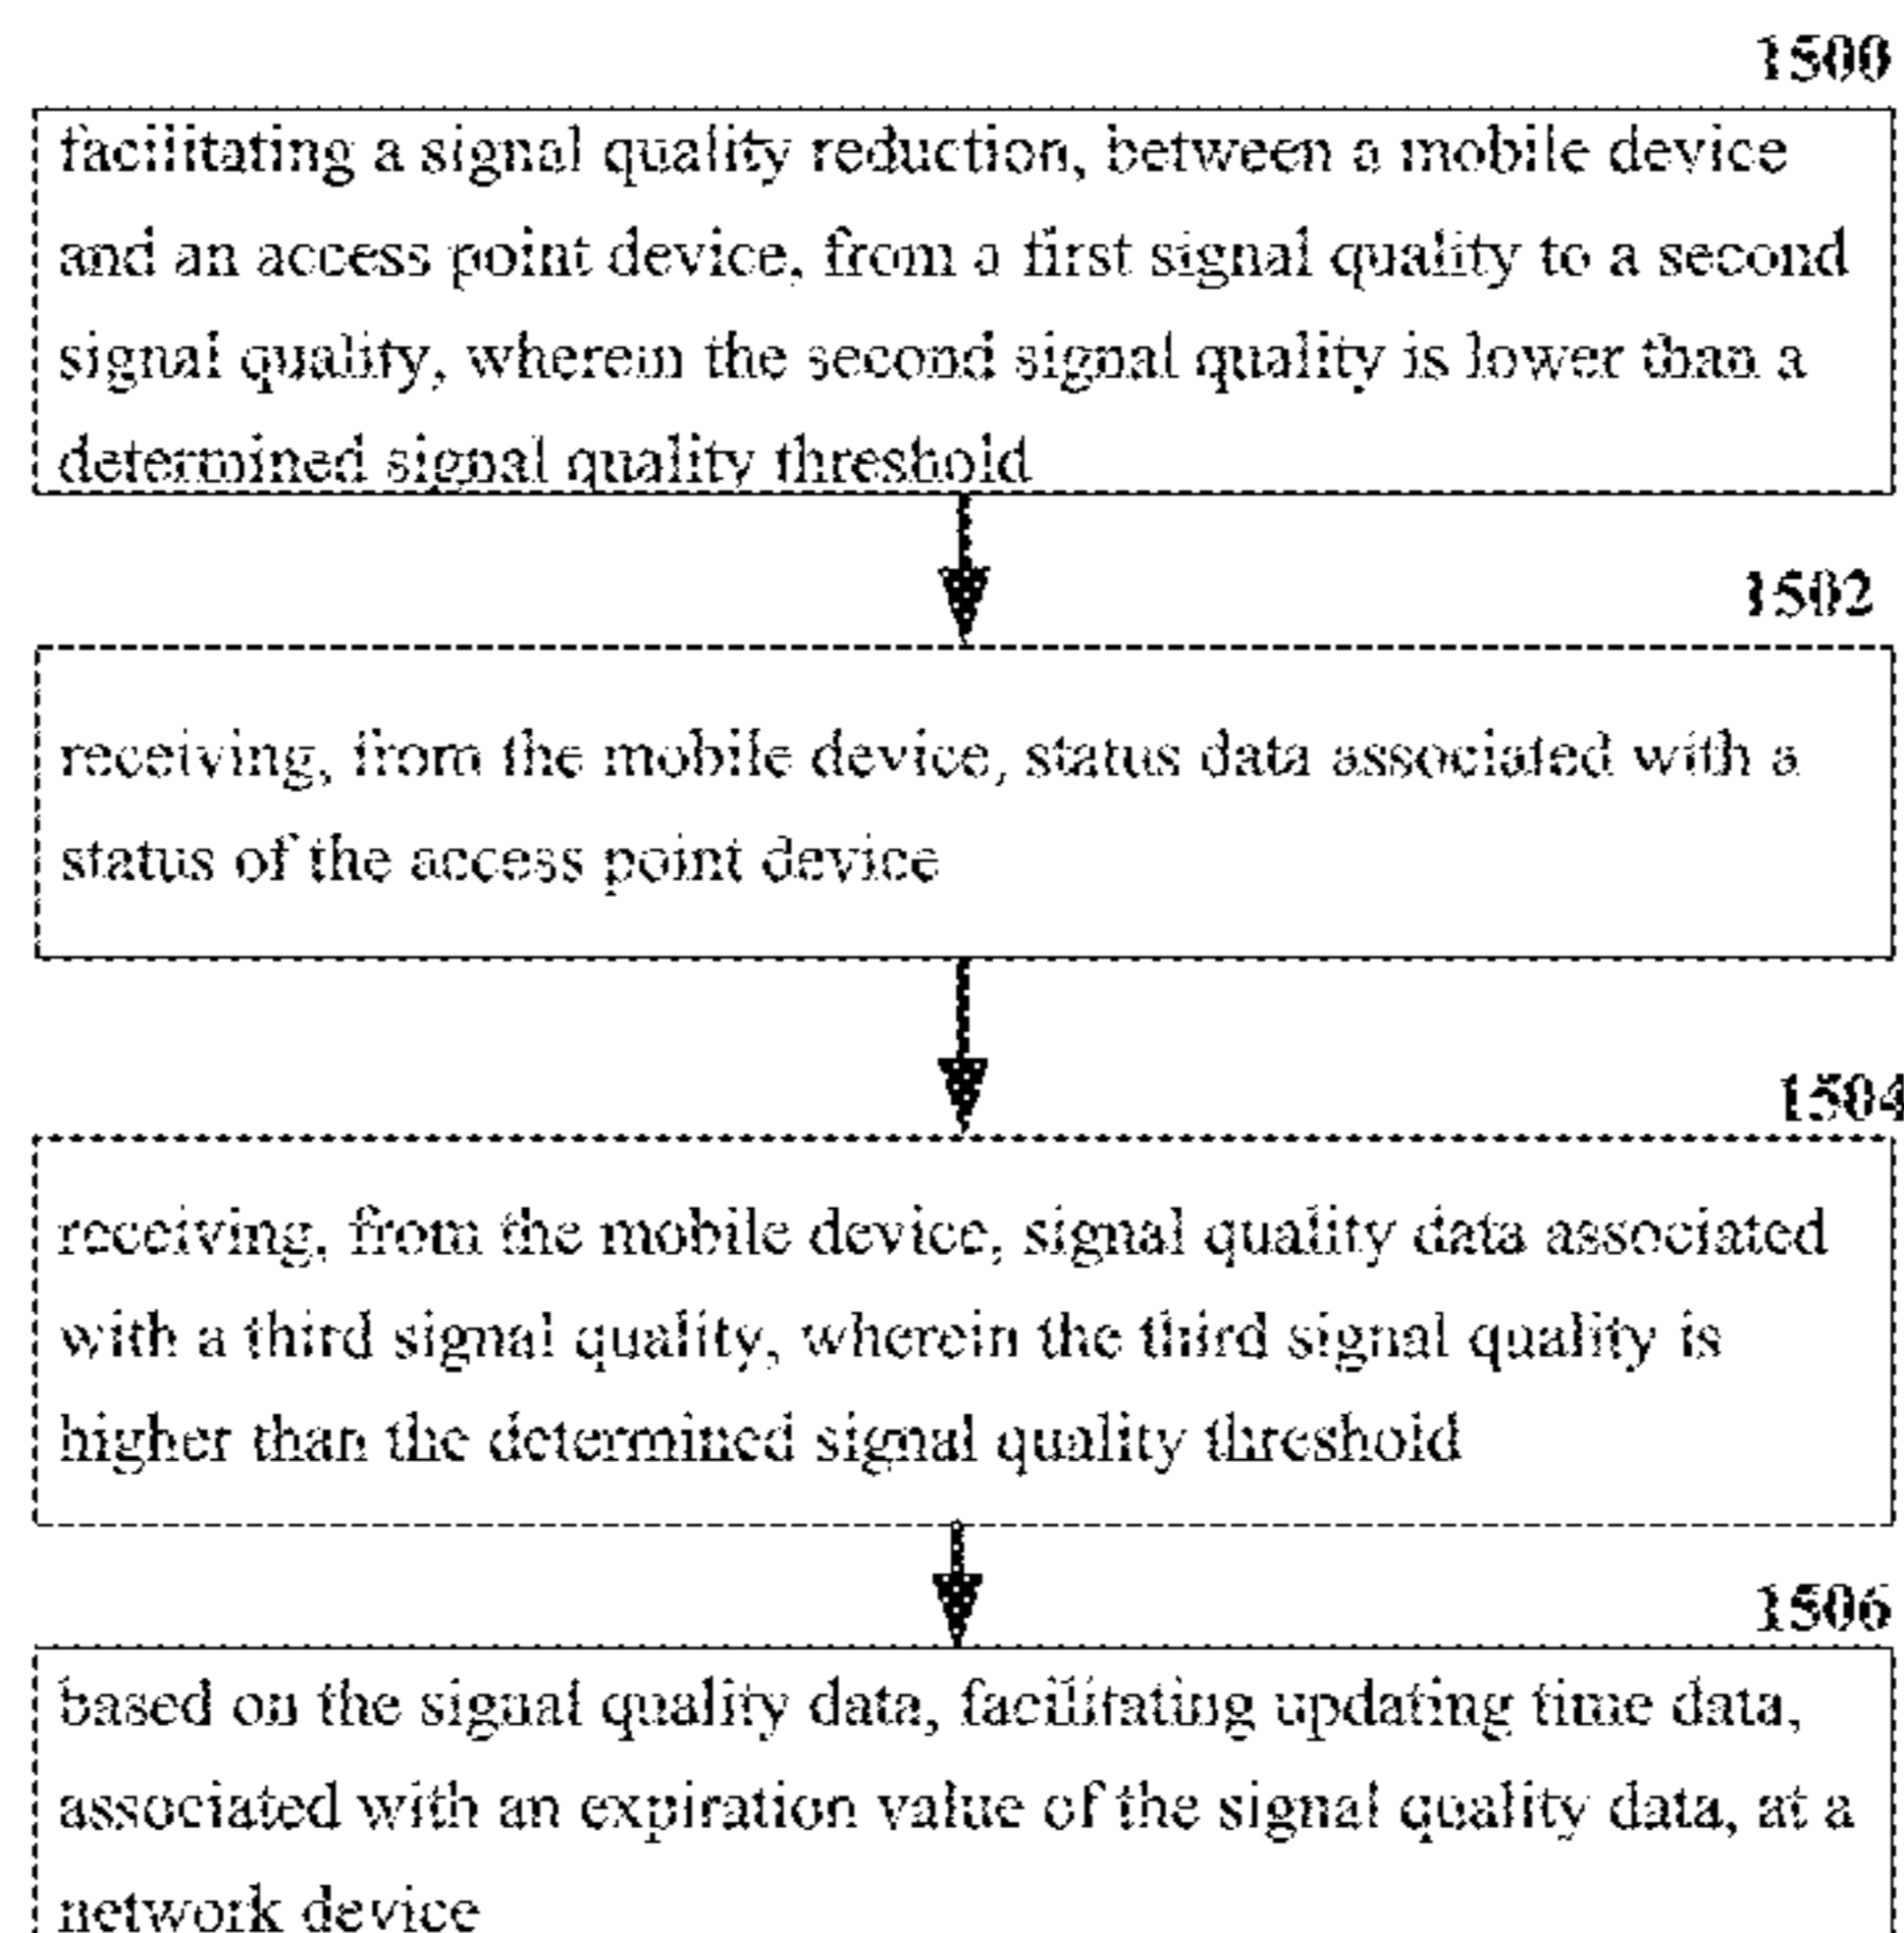 1500
facilitating a signal quality reduction, between a mobile device
and an access point device, from a first signal quality to a second
signal quality, wherein the second signal quality is lower than a
determined signal quality threshold
1502
receiving, from the mobile device, status data associated with a
status of the access point device
1504
receiving, from the mobile device, signal quality data associated
with a third signal quality, wherein the third signal quality is
higher than the determined signal quality threshold
1506
based on the signal quality data, facilitating updating time data,
associated with an expiration value of the signal quality data, at a
network device